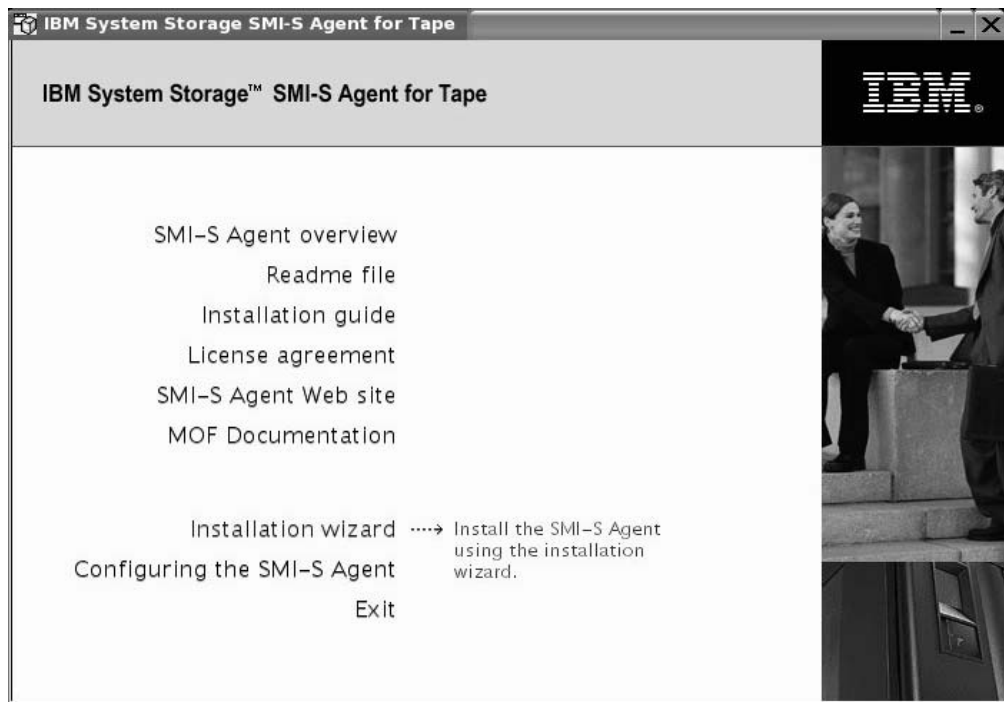 IBM System Storage SMI-S Agent for Tape
IBM System Storage™ SMI-S Agent for Tape
IBM®
SMI-S Agent overview
Readme file
Installation guide
License agreement
SMI-S Agent Web site
MOF Documentation
Installation wizard
Install the SMI-S Agent
using the installation
wizard.
Configuring the SMI-S Agent
Exit